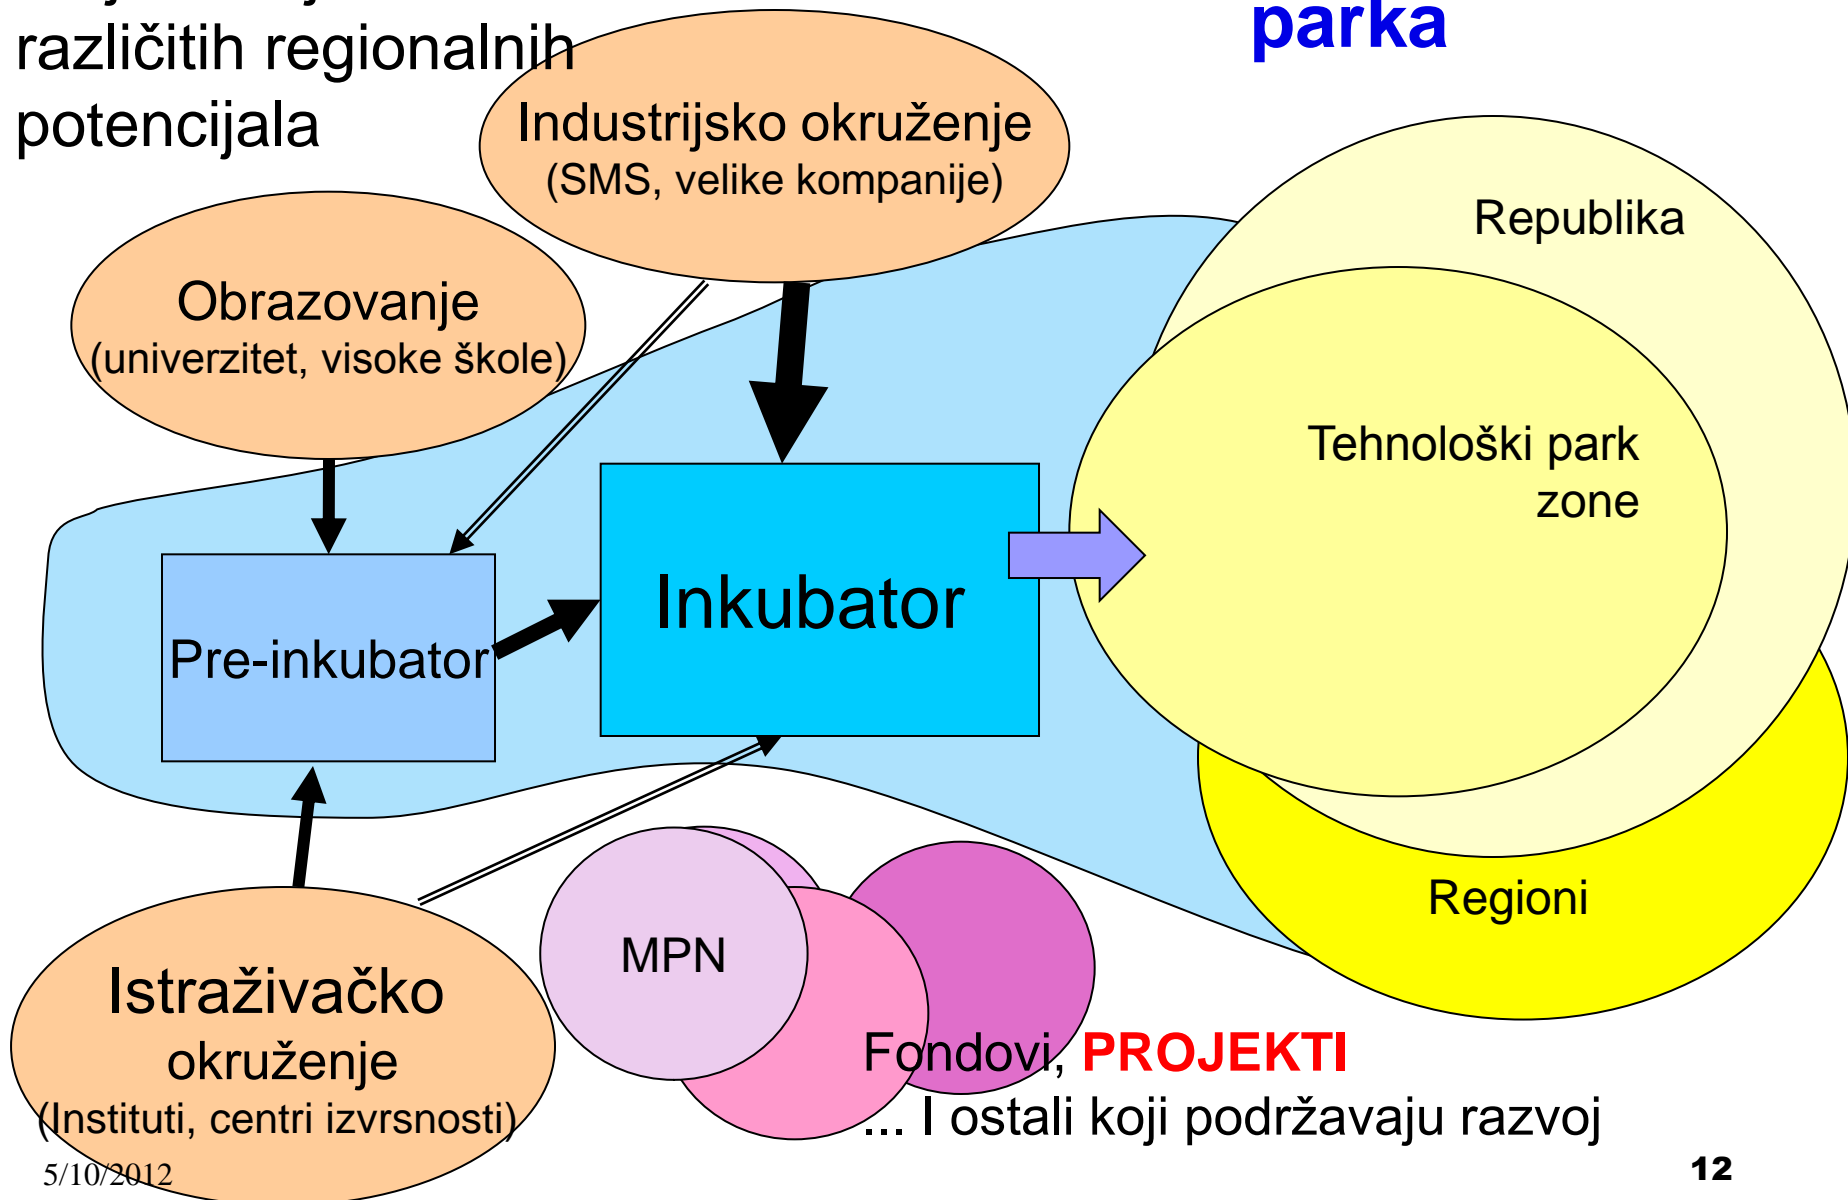 različitih regionalnih
potencijala
parka
Industrijsko okruženje
(SMS, velike kompanije)
Republika
Obrazovanje
(univerzitet, visoke škole)
Tehnološki park
zone
Inkubator
Pre-inkubator
Regioni
MPN
Istraživačko
okruženje
(Instituti, centri izvrsnosti)
Fondovi, PROJEKTI
... I ostali koji podržavaju razvoj
5/10/2012
12